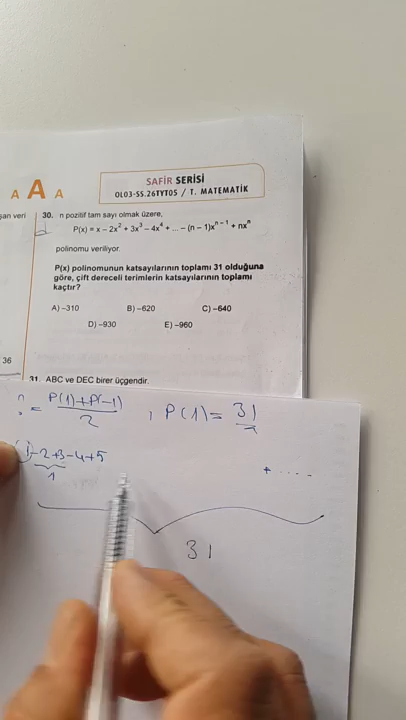 A A A
SAFİR SERİSİ
OL03-SS.26TYT05 / T. MATEMATİK
şan veri
30. n pozitif tam sayı olmak üzere,
P(x) = x – 2x² + 3x³ – 4x⁴ + ... – (n – 1)xⁿ⁻¹ + nxⁿ
polinomu veriliyor.
P(x) polinomunun katsayılarının toplamı 31 olduğuna
göre, çift dereceli terimlerin katsayılarının toplamı
kaçtır?
A) –310 B) –620 C) –640
D) –930 E) –960
36
31. ABC ve DEC birer üçgendir.
= P(1)+P(-1) / 2 , P(1) = 31
1-2+3-4+5 + ....
1
31